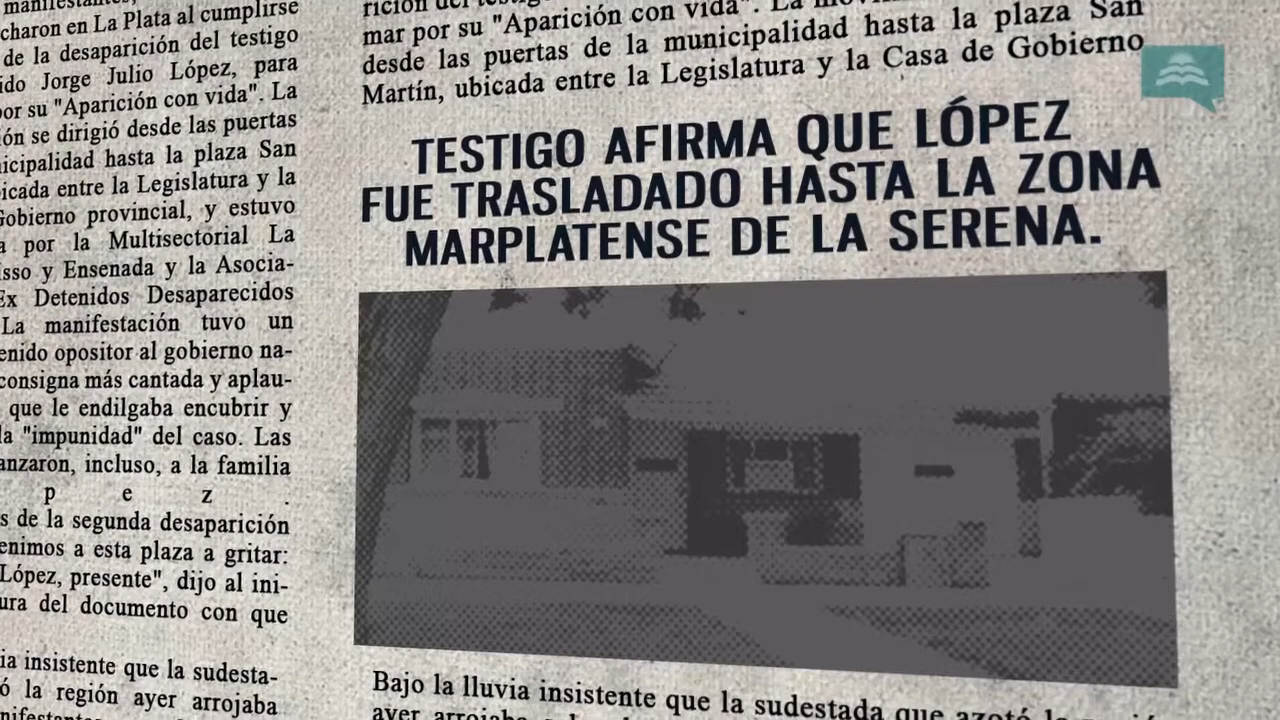 manifestantes,
charon en La Plata al cumplirse
de la desaparición del testigo
ido Jorge Julio López, para
por su "Aparición con vida". La
ión se dirigió desde las puertas
nicipalidad hasta la plaza San
bicada entre la Legislatura y la
Gobierno provincial, y estuvo
a por la Multisectorial La
isso y Ensenada y la Asocia-
Ex Detenidos Desaparecidos
La manifestación tuvo un
enido opositor al gobierno na-
consigna más cantada y aplau-
que le endilgaba encubrir y
la "impunidad" del caso. Las
anzaron, incluso, a la familia
p e z .
s de la segunda desaparición
enimos a esta plaza a gritar:
López, presente", dijo al ini-
ura del documento con que
ia insistente que la sudesta-
ó la región ayer arrojaba
mar por su "Aparición con vida". La
desde las puertas de la municipalidad hasta la plaza San
Martín, ubicada entre la Legislatura y la Casa de Gobierno
TESTIGO AFIRMA QUE LÓPEZ
FUE TRASLADADO HASTA LA ZONA
MARPLATENSE DE LA SERENA.
Bajo la lluvia insistente que la sudestada que azotó la